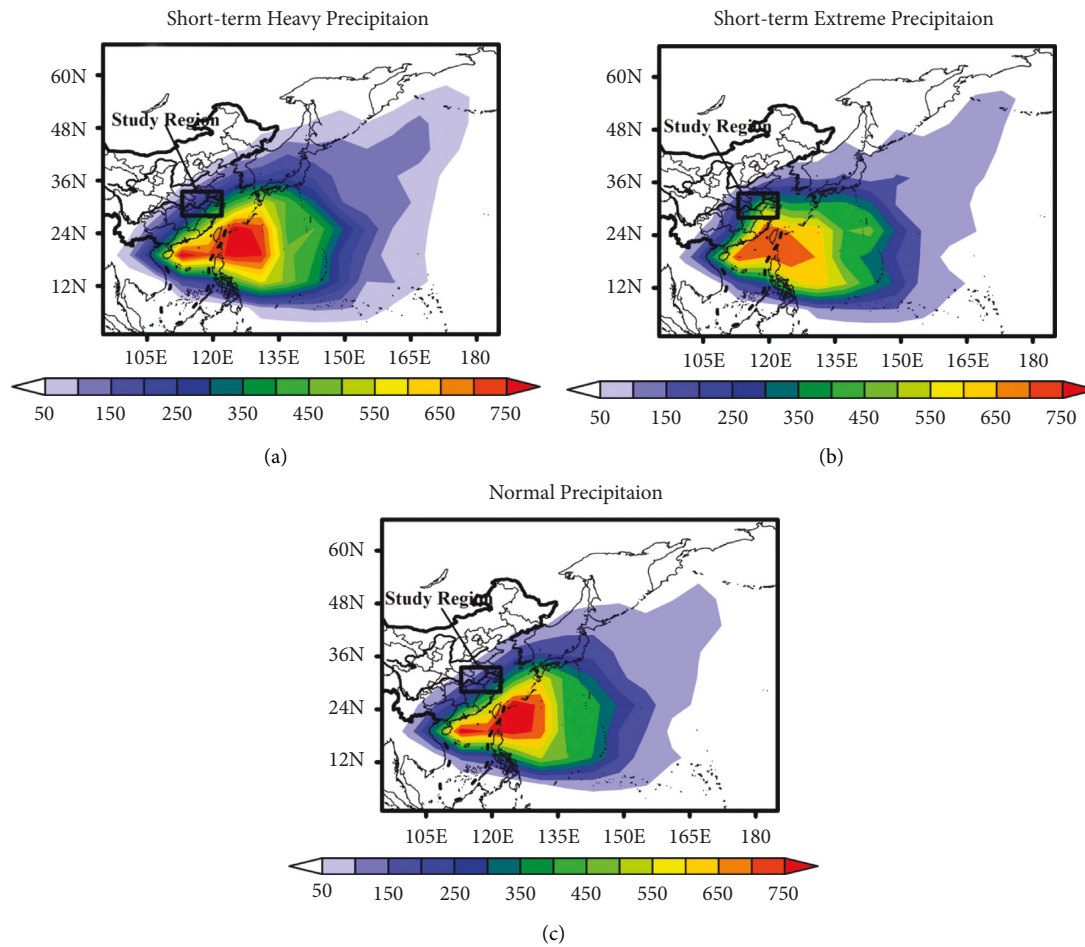 Short-term Heavy Precipitaion
60N
48N
36N
24N
12N
Study Region
105E 120E 135E 150E 165E 180
50 150 250 350 450 550 650 750
(a)
Short-term Extreme Precipitaion
60N
48N
36N
24N
12N
Study Region
105E 120E 135E 150E 165E 180
50 150 250 350 450 550 650 750
(b)
Normal Precipitaion
60N
48N
36N
24N
12N
Study Region
105E 120E 135E 150E 165E 180
50 150 250 350 450 550 650 750
(c)